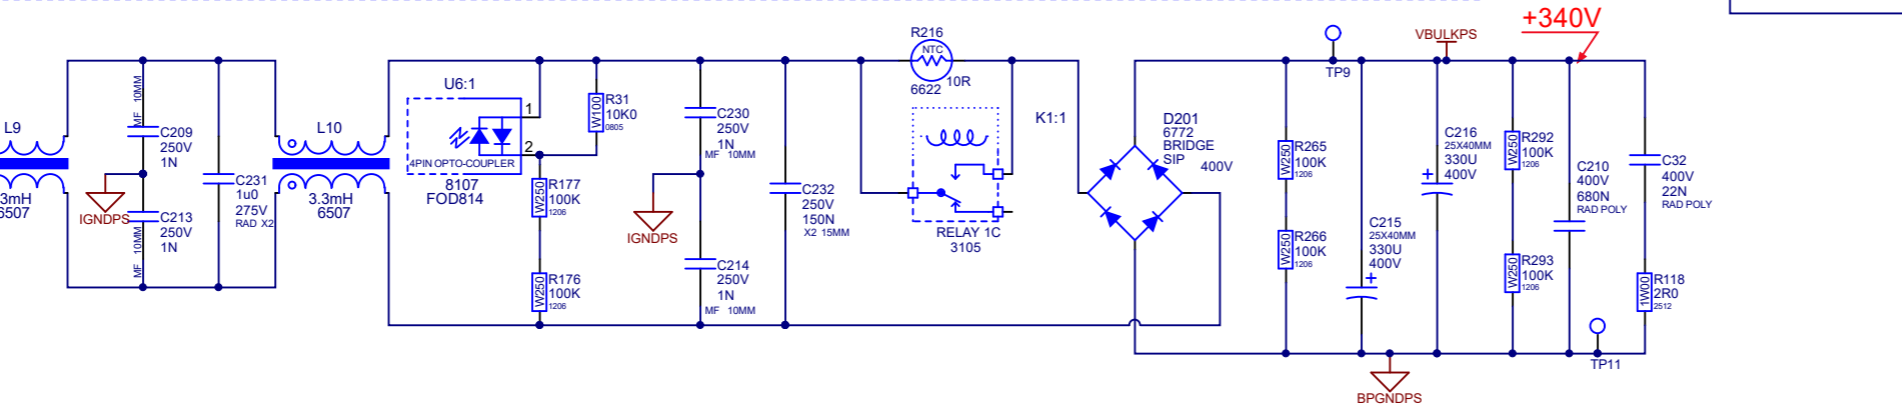 +340V
VBULKPS
TP9
R216
NTC
10R
6622
U6:1
1
2
4PIN OPTO-COUPLER
8107
FOD814
W100
R31
10K0
0805
L9
3mH
6507
MF 10MM
C209
250V
1N
IGNDPS
MF 10MM
C213
250V
1N
C231
1u0
275V
RAD X2
L10
3.3mH
6507
W250
R177
100K
1206
W250
R176
100K
1206
C230
250V
1N
MF 10MM
IGNDPS
C214
250V
1N
MF 10MM
C232
250V
150N
X2 15MM
K1:1
RELAY 1C
3105
D201
6772
BRIDGE
SIP
400V
W250
R265
100K
1206
W250
R266
100K
1206
C215
25X40MM
330U
400V
+
C216
25X40MM
330U
400V
+
W250
R292
100K
1206
W250
R293
100K
1206
C210
400V
680N
RAD POLY
C32
400V
22N
RAD POLY
1W00
R118
2R0
2512
TP11
BPGNDPS